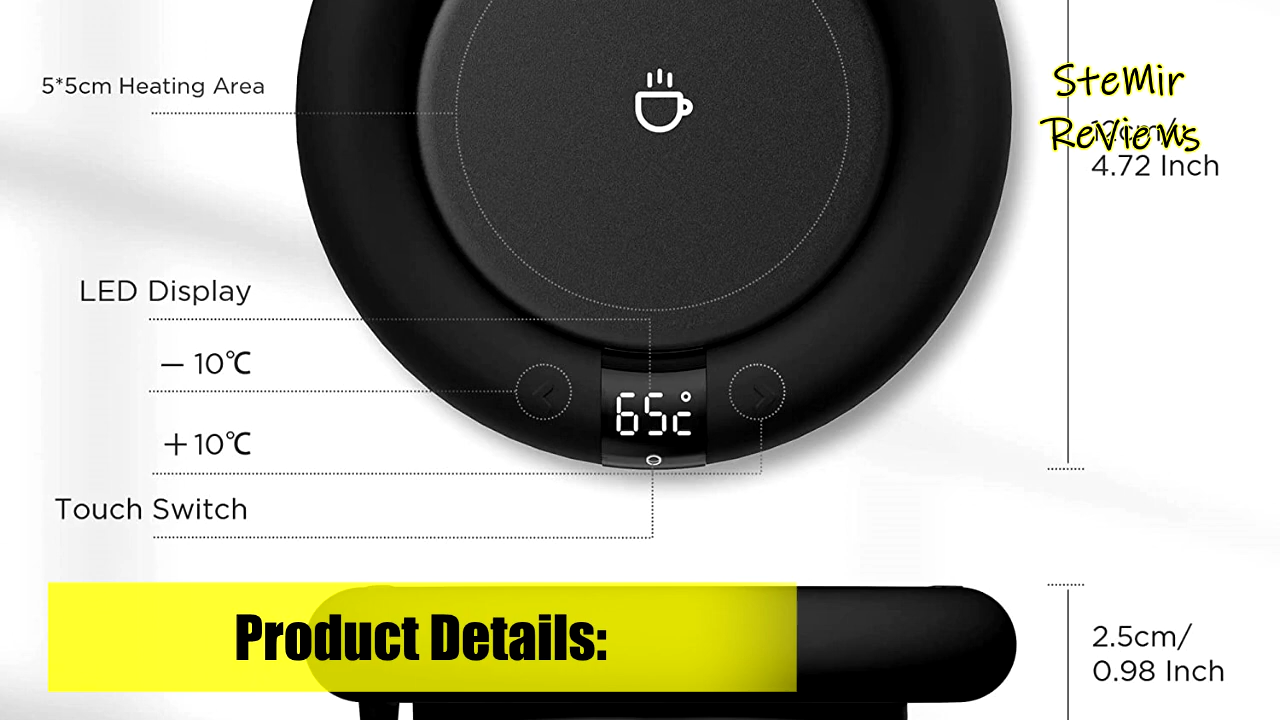 5*5cm Heating Area
SteMir
Reviews
4.72 Inch
LED Display
— 10℃
65c°
+10℃
Touch Switch
Product Details:
2.5cm/
0.98 Inch